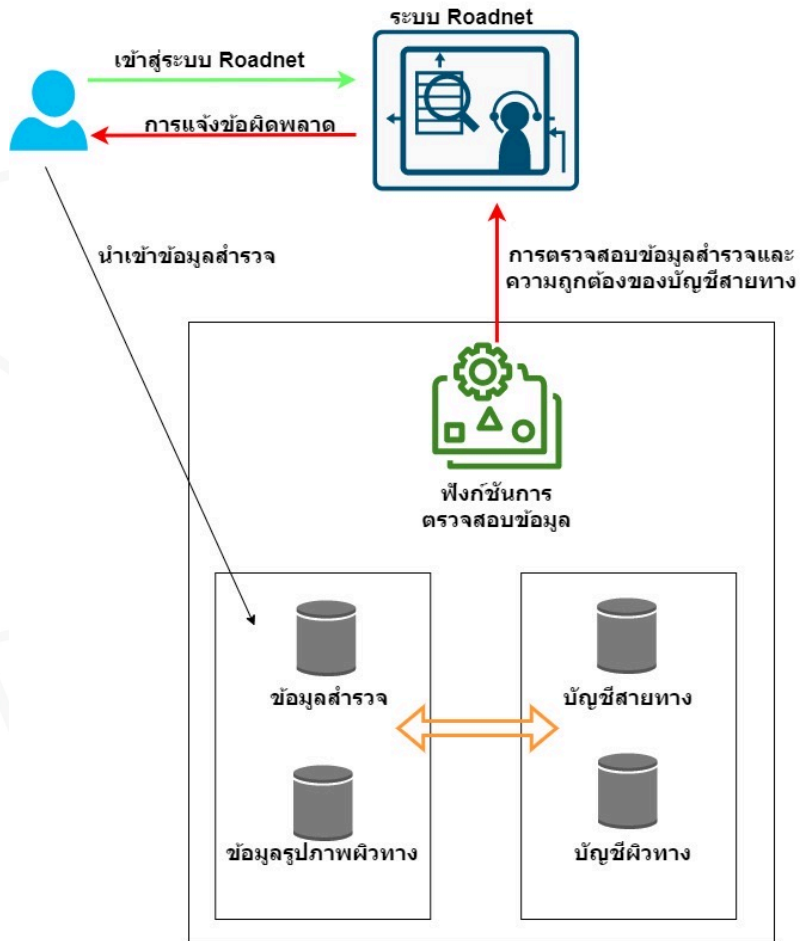 ระบบ Roadnet
เข้าสู่ระบบ Roadnet
การแจ้งข้อผิดพลาด
นำเข้าข้อมูลสำรวจ
การตรวจสอบข้อมูลสำรวจและ
ความถูกต้องของบัญชีสายทาง
ฟังก์ชันการ
ตรวจสอบข้อมูล
ข้อมูลสำรวจ
บัญชีสายทาง
ข้อมูลรูปภาพผิวทาง
บัญชีผิวทาง